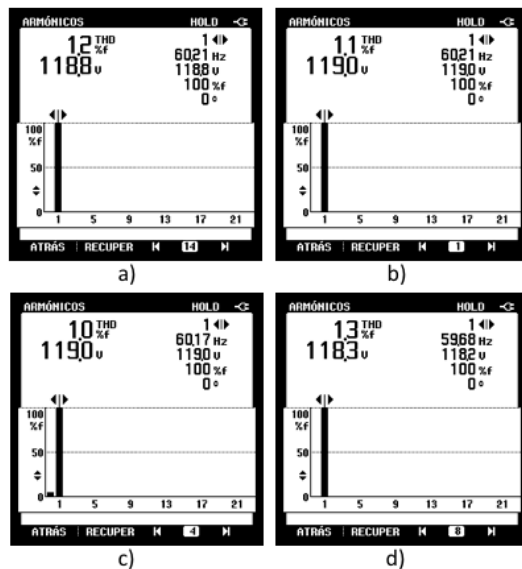 ARMÓNICOS HOLD
1,2 THD %f 1
118,8 V 60,21 Hz
118,8 V
100 %f
0 °
100
%f
50
0
1 5 9 13 17 21
ATRÁS RECUPER 14
a)
ARMÓNICOS HOLD
1,1 THD %f 1
119,0 V 60,21 Hz
119,0 V
100 %f
0 °
100
%f
50
0
1 5 9 13 17 21
ATRÁS RECUPER 1
b)
ARMÓNICOS HOLD
1,0 THD %f 1
119,0 V 60,17 Hz
119,0 V
100 %f
0 °
100
%f
50
0
1 5 9 13 17 21
ATRÁS RECUPER 4
c)
ARMÓNICOS HOLD
1,3 THD %f 1
118,3 V 59,68 Hz
118,2 V
100 %f
0 °
100
%f
50
0
1 5 9 13 17 21
ATRÁS RECUPER 8
d)